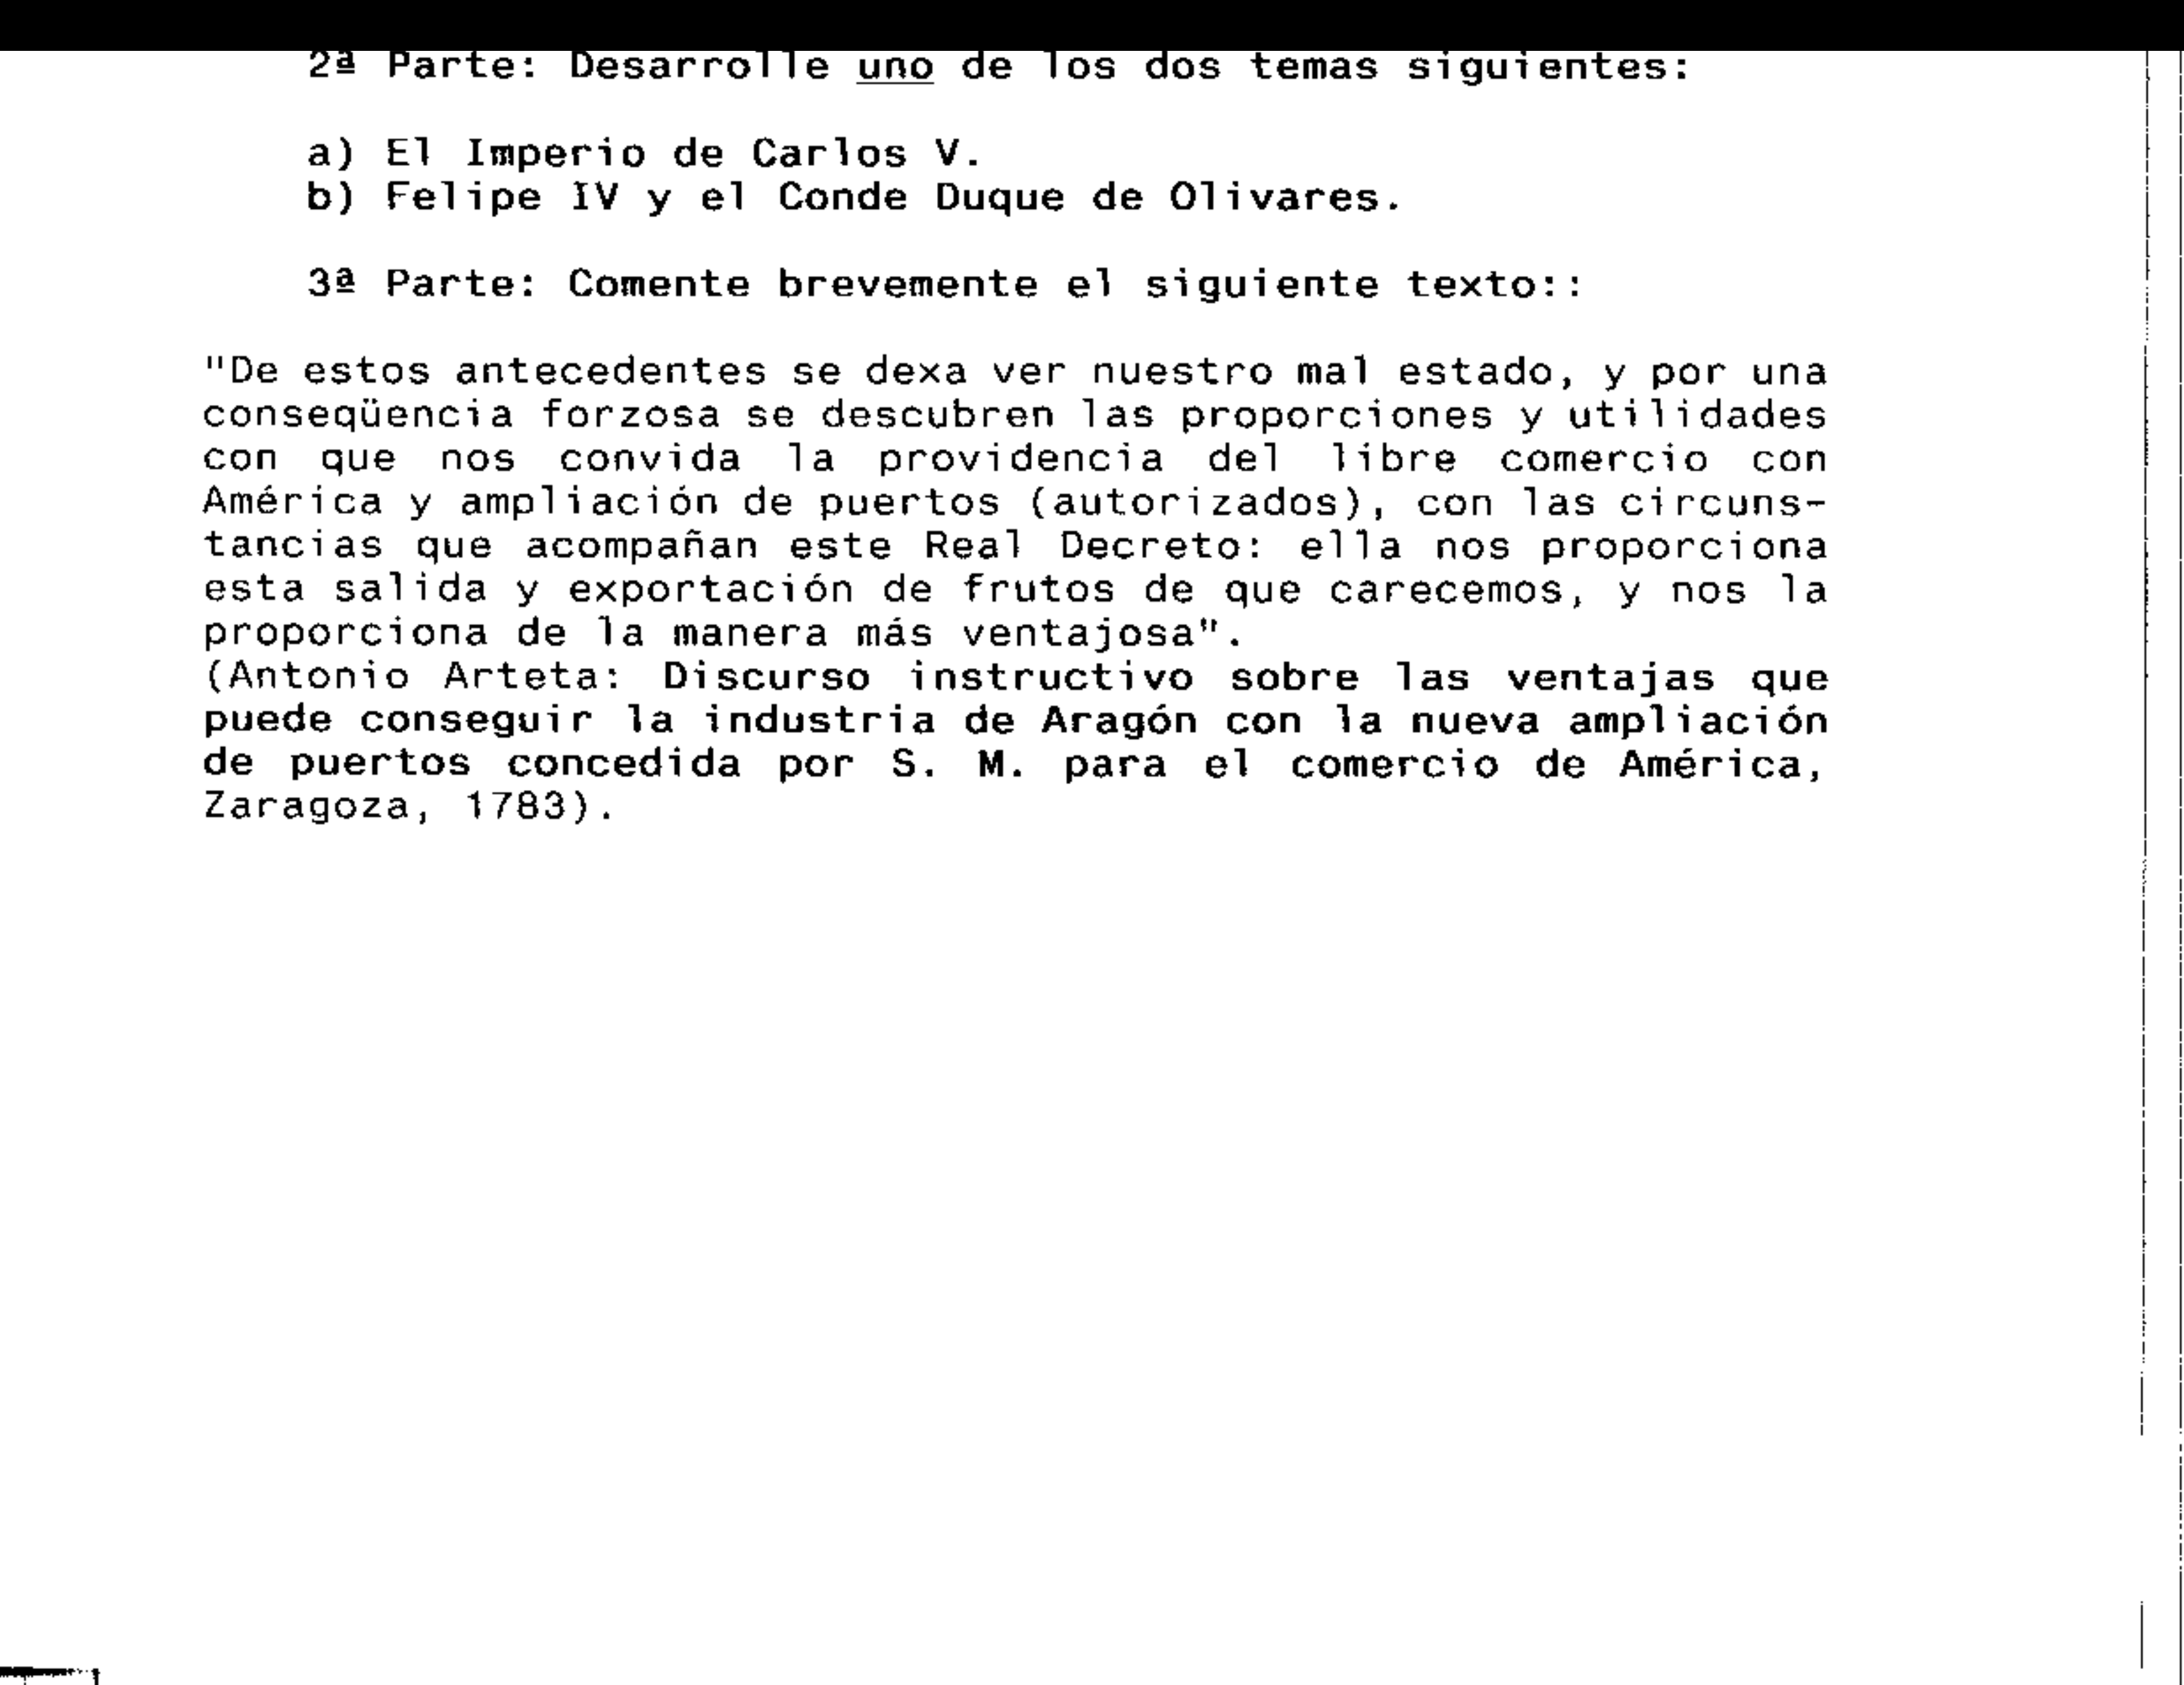 2ª Parte: Desarrolle uno de los dos temas siguientes:
a) El Imperio de Carlos V.
b) Felipe IV y el Conde Duque de Olivares.
3ª Parte: Comente brevemente el siguiente texto::
"De estos antecedentes se dexa ver nuestro mal estado, y por una
conseqüencia forzosa se descubren las proporciones y utilidades
con que nos convida la providencia del libre comercio con
América y ampliación de puertos (autorizados), con las circuns-
tancias que acompañan este Real Decreto: ella nos proporciona
esta salida y exportación de frutos de que carecemos, y nos la
proporciona de la manera más ventajosa".
(Antonio Arteta: Discurso instructivo sobre las ventajas que
puede conseguir la industria de Aragón con la nueva ampliación
de puertos concedida por S. M. para el comercio de América,
Zaragoza, 1783).